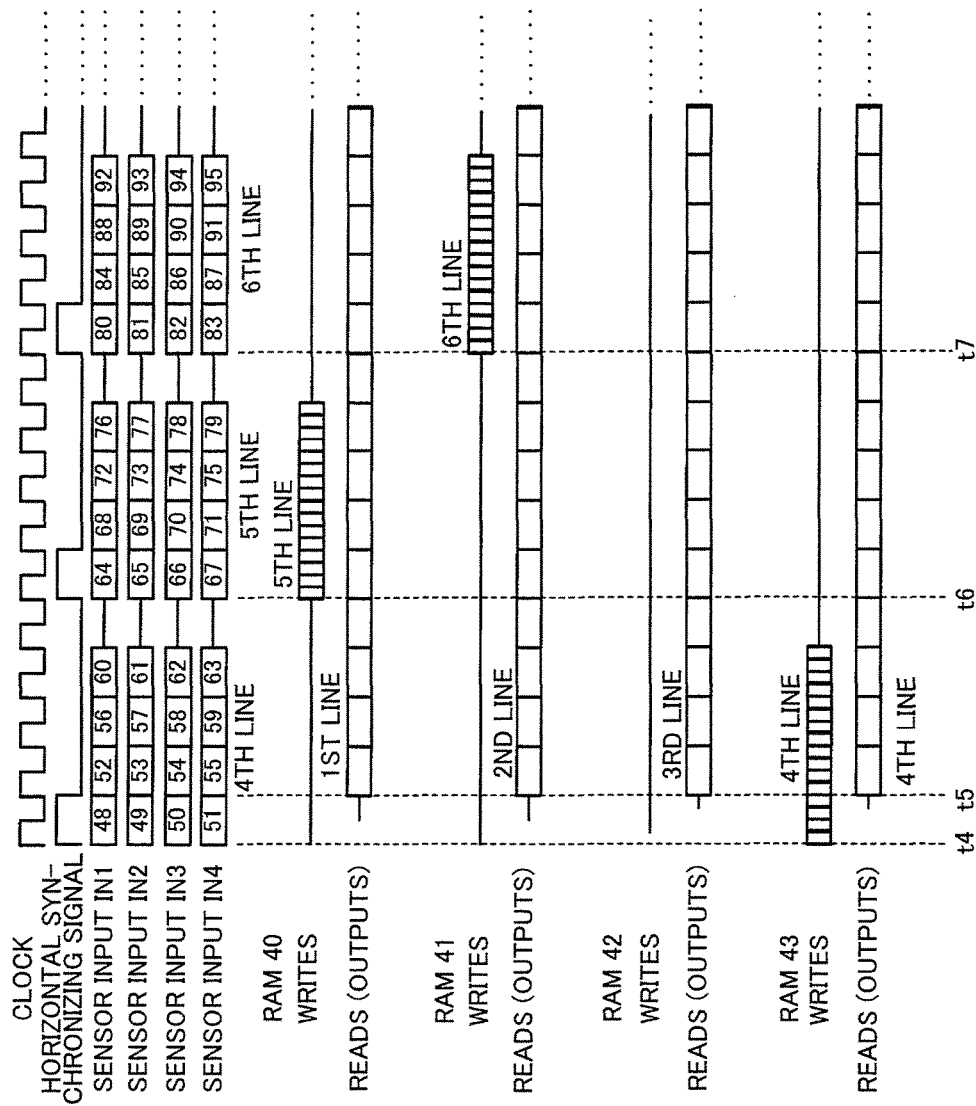 CLOCK
HORIZONTAL SYN-
CHRONIZING SIGNAL
SENSOR INPUT IN1 48 52 56 60 64 68 72 76 80 84 88 92
SENSOR INPUT IN2 49 53 57 61 65 69 73 77 81 85 89 93
SENSOR INPUT IN3 50 54 58 62 66 70 74 78 82 86 90 94
SENSOR INPUT IN4 51 55 59 63 67 71 75 79 83 87 91 95
4TH LINE 5TH LINE 6TH LINE
RAM 40
5TH LINE
WRITES
1ST LINE
READS (OUTPUTS)
RAM 41
6TH LINE
WRITES
2ND LINE
READS (OUTPUTS)
RAM 42
WRITES
3RD LINE
READS (OUTPUTS)
RAM 43
4TH LINE
WRITES
READS (OUTPUTS)
4TH LINE
t4 t5 t6 t7